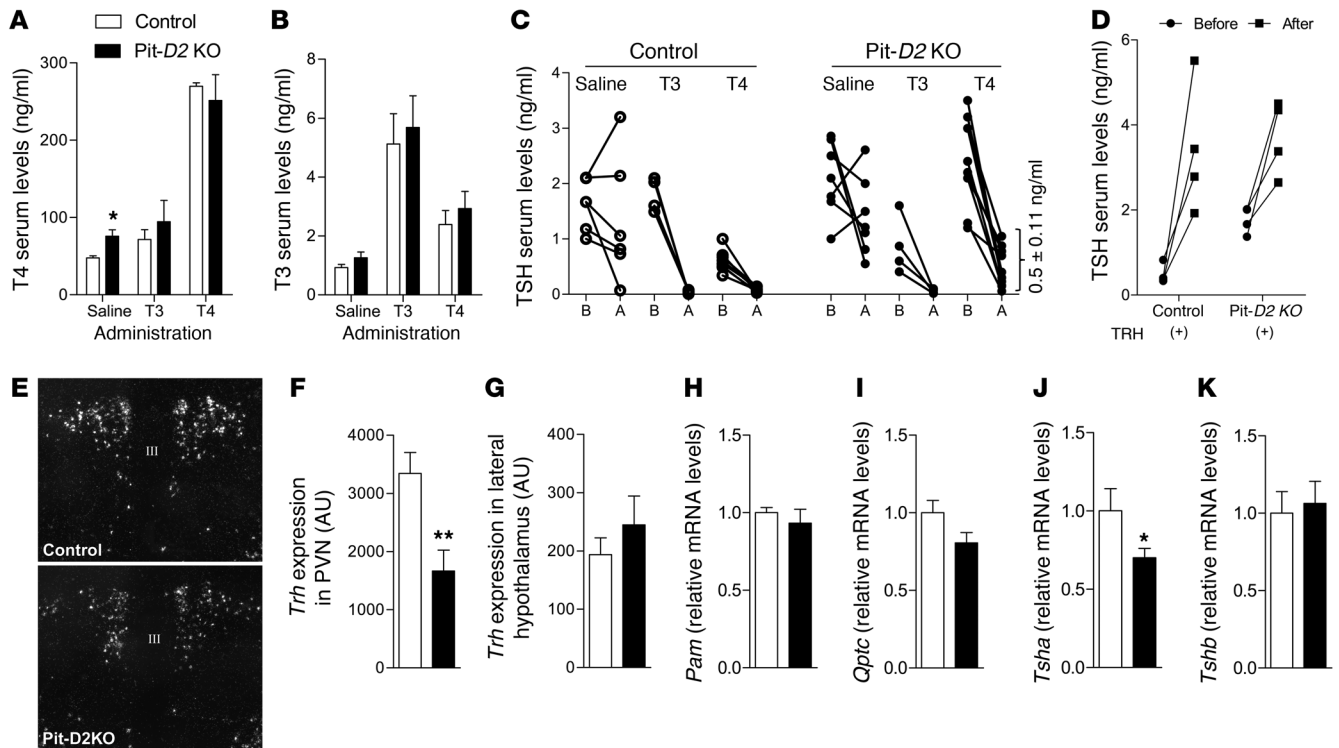 A
Control
Pit-D2 KO
T4 serum levels (ng/ml)
300
200
100
0
*
Saline T3 T4
Administration
B
T3 serum levels (ng/ml)
8
6
4
2
0
Saline T3 T4
Administration
C
Control
Pit-D2 KO
Saline T3 T4
Saline T3 T4
TSH serum levels (ng/ml)
4
3
2
1
0
B A B A B A
B A B A B A
0.5 ± 0.11 ng/ml
D
Before After
TSH serum levels (ng/ml)
6
4
2
0
Control Pit-D2 KO
TRH (+) (+)
E
III
Control
III
Pit-D2KO
F
Trh expression
in PVN (AU)
4000
3000
2000
1000
0
**
G
Trh expression in lateral
hypothalamus (AU)
400
300
200
100
0
H
Pam (relative mRNA levels)
1.5
1.0
0.5
0.0
I
Qptc (relative mRNA levels)
1.5
1.0
0.5
0.0
J
Tsha (relative mRNA levels)
1.5
1.0
0.5
0.0
*
K
Tshb (relative mRNA levels)
1.5
1.0
0.5
0.0